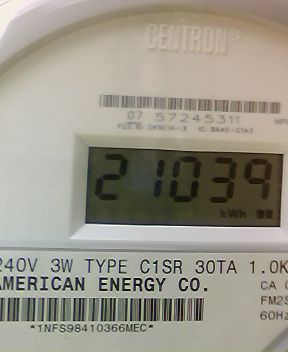 CENTRON®
07 57245311
21039
kWh
240V 3W TYPE C1SR 30TA 1.0K
AMERICAN ENERGY CO.
CA
FM2S
60Hz
*1NFS98410366MEC*